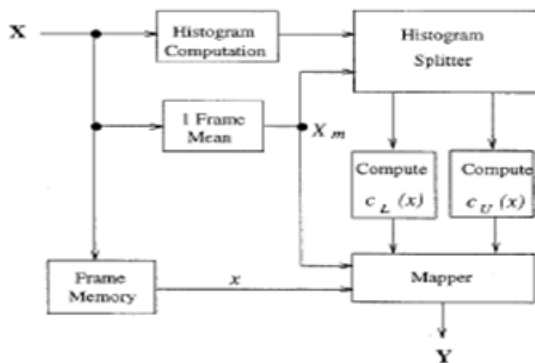 X
Histogram
Computation
Histogram
Splitter
1 Frame
Mean
X m
Compute
c L (x)
Compute
c U (x)
Frame
Memory
x
Mapper
Y